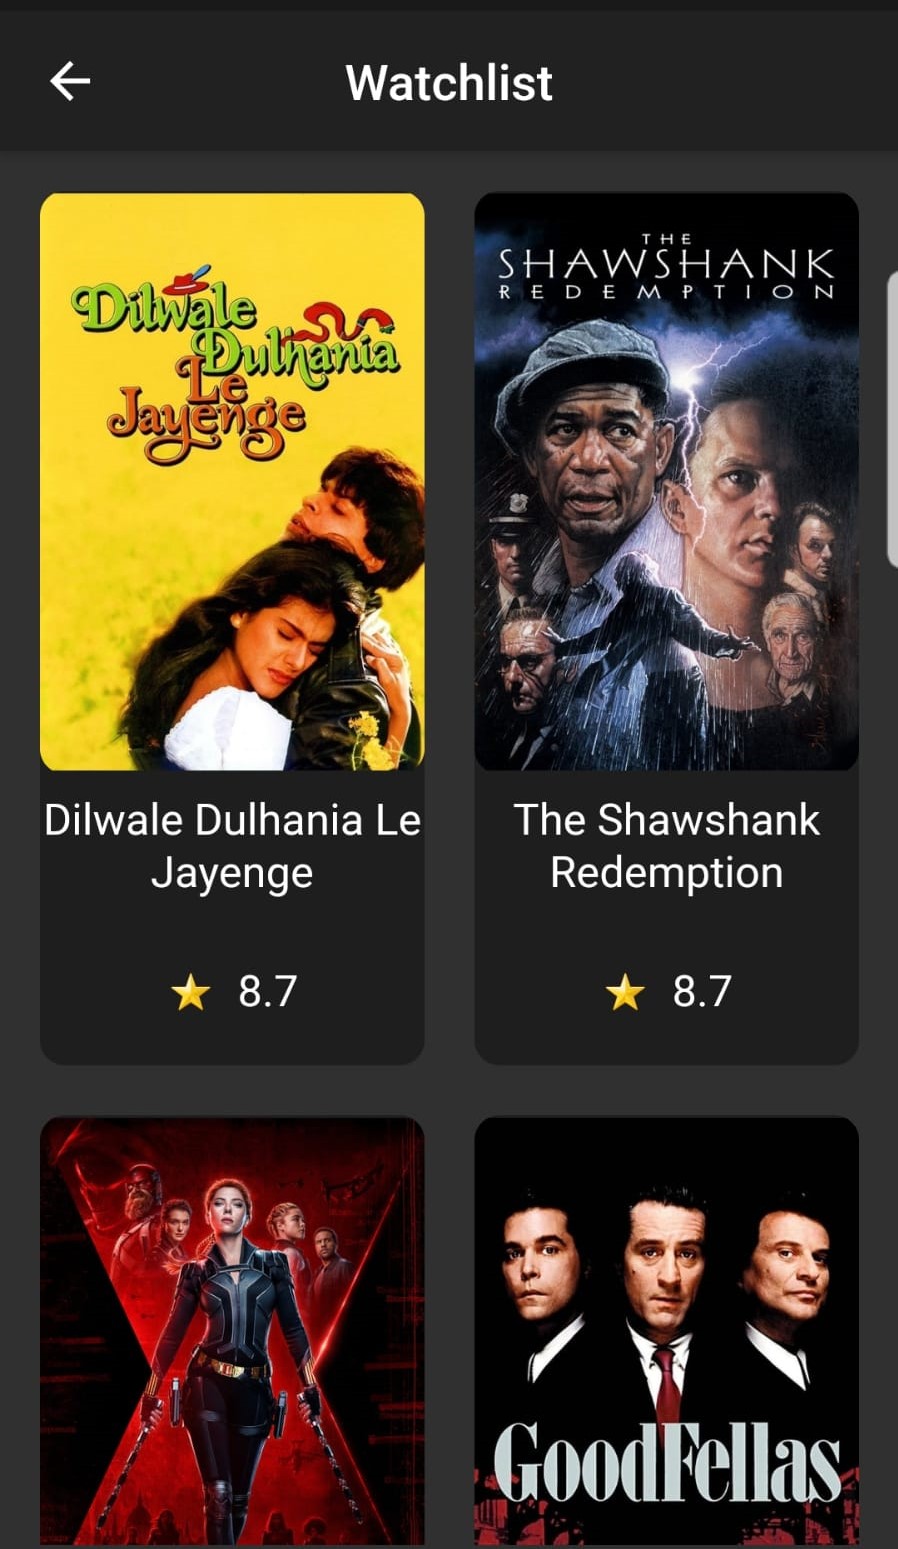 Watchlist
Dilwale
Dulhania
Le
Jayenge
THE
SHAWSHANK
REDEMPTION
Dilwale Dulhania Le
Jayenge
The Shawshank
Redemption
8.7
8.7
GoodFellas